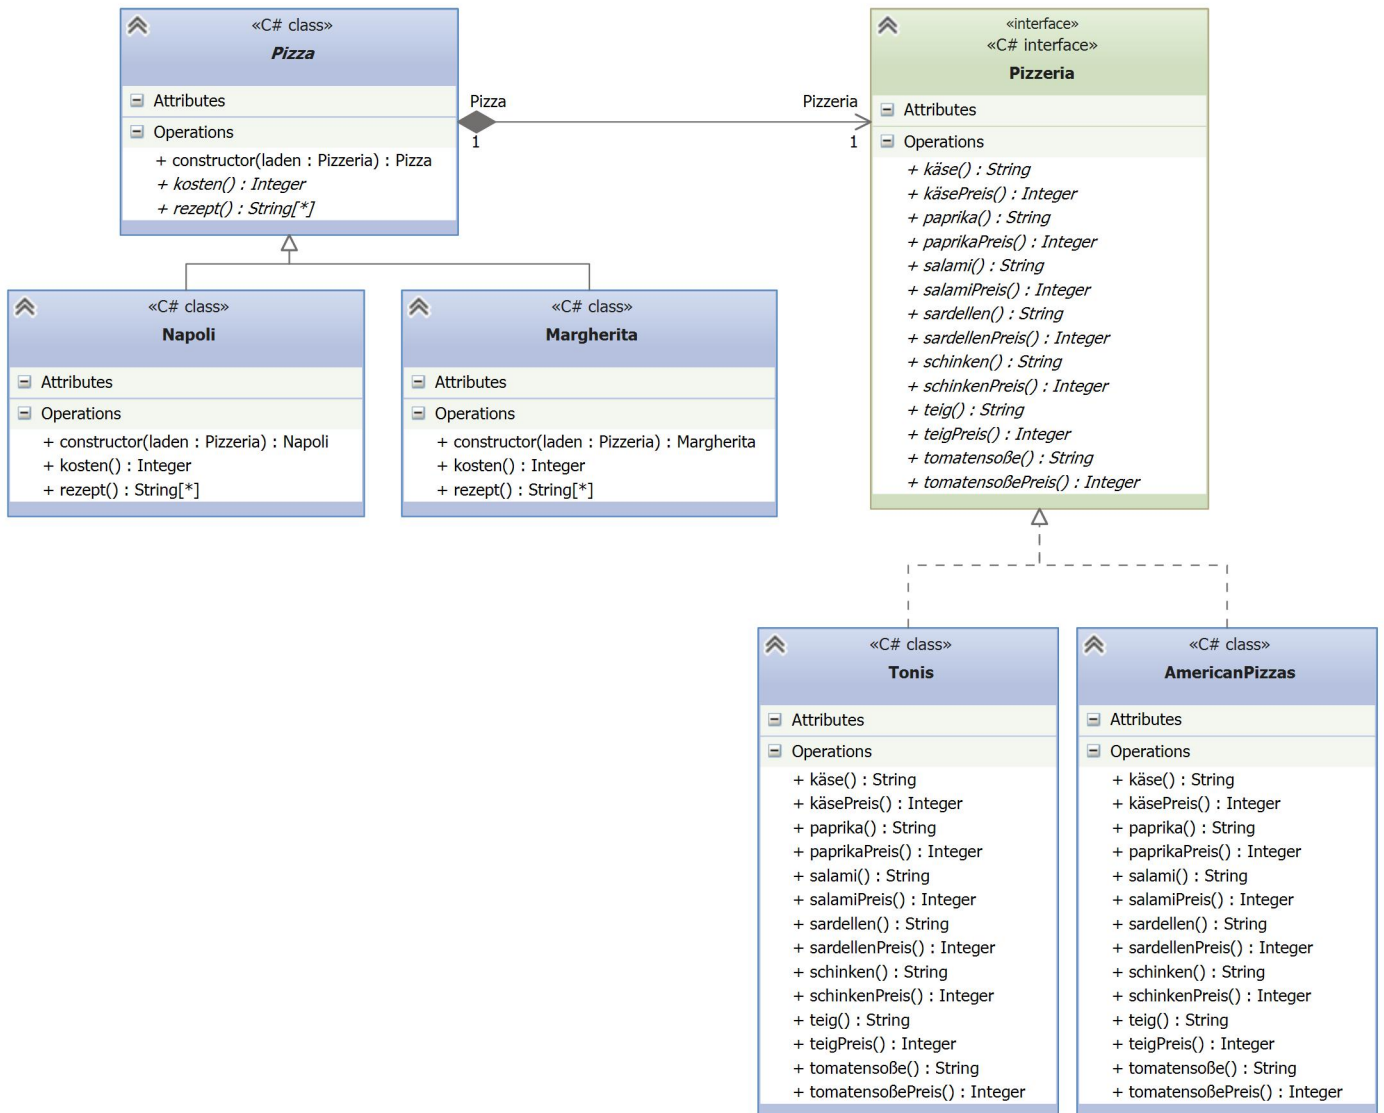 «C# class»
Pizza
Attributes
Operations
+ constructor(laden : Pizzeria) : Pizza
+ kosten() : Integer
+ rezept() : String[*]
Pizza
1
Pizzeria
1
«interface»
«C# interface»
Pizzeria
Attributes
Operations
+ käse() : String
+ käsePreis() : Integer
+ paprika() : String
+ paprikaPreis() : Integer
+ salami() : String
+ salamiPreis() : Integer
+ sardellen() : String
+ sardellenPreis() : Integer
+ schinken() : String
+ schinkenPreis() : Integer
+ teig() : String
+ teigPreis() : Integer
+ tomatensoße() : String
+ tomatensoßePreis() : Integer
«C# class»
Napoli
Attributes
Operations
+ constructor(laden : Pizzeria) : Napoli
+ kosten() : Integer
+ rezept() : String[*]
«C# class»
Margherita
Attributes
Operations
+ constructor(laden : Pizzeria) : Margherita
+ kosten() : Integer
+ rezept() : String[*]
«C# class»
Tonis
Attributes
Operations
+ käse() : String
+ käsePreis() : Integer
+ paprika() : String
+ paprikaPreis() : Integer
+ salami() : String
+ salamiPreis() : Integer
+ sardellen() : String
+ sardellenPreis() : Integer
+ schinken() : String
+ schinkenPreis() : Integer
+ teig() : String
+ teigPreis() : Integer
+ tomatensoße() : String
+ tomatensoßePreis() : Integer
«C# class»
AmericanPizzas
Attributes
Operations
+ käse() : String
+ käsePreis() : Integer
+ paprika() : String
+ paprikaPreis() : Integer
+ salami() : String
+ salamiPreis() : Integer
+ sardellen() : String
+ sardellenPreis() : Integer
+ schinken() : String
+ schinkenPreis() : Integer
+ teig() : String
+ teigPreis() : Integer
+ tomatensoße() : String
+ tomatensoßePreis() : Integer